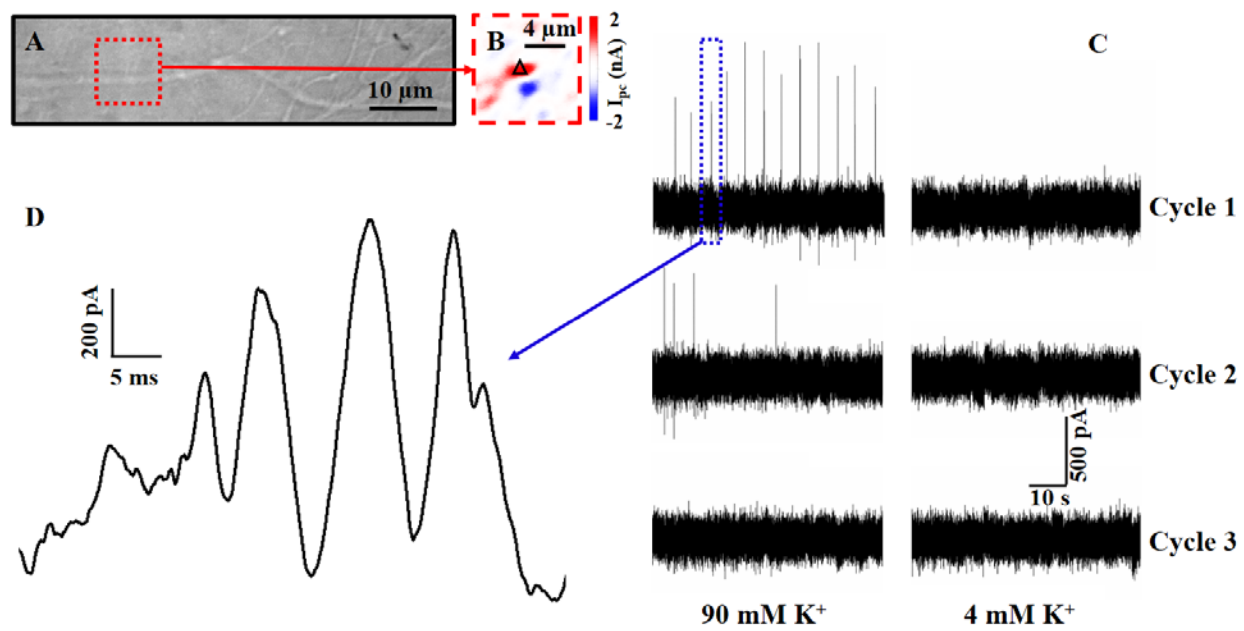 A
10 µm
B
4 µm
2
I_pc (nA)
-2
C
Cycle 1
Cycle 2
500 pA
10 s
Cycle 3
90 mM K⁺
4 mM K⁺
D
200 pA
5 ms